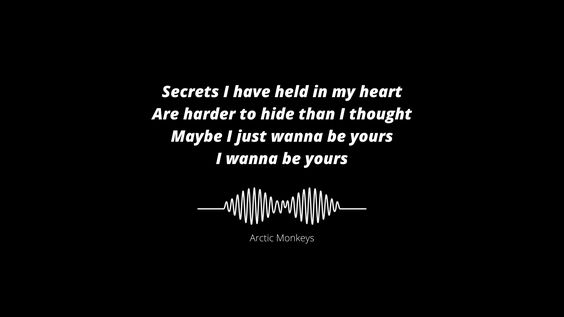 Secrets I have held in my heart
Are harder to hide than I thought
Maybe I just wanna be yours
I wanna be yours
Arctic Monkeys